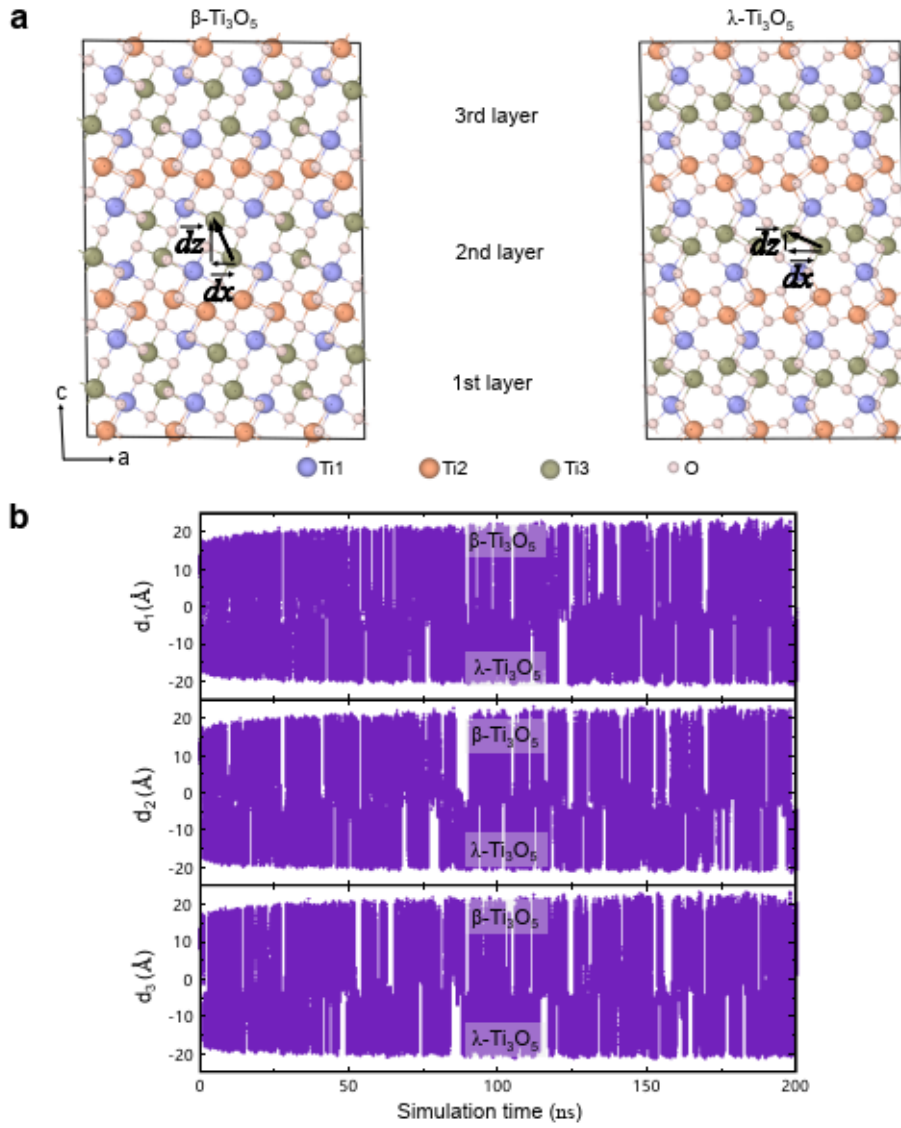 a
β-Ti₃O₅
λ-Ti₃O₅
3rd layer
dz
2nd layer
dz
dx
dx
1st layer
c
a
Ti1
Ti2
Ti3
O
b
20
β-Ti₃O₅
10
d₁(Å)
0
-10
λ-Ti₃O₅
-20
20
β-Ti₃O₅
10
d₂(Å)
0
-10
λ-Ti₃O₅
-20
20
β-Ti₃O₅
10
d₃(Å)
0
-10
λ-Ti₃O₅
-20
0 50 100 150 200
Simulation time (ns)